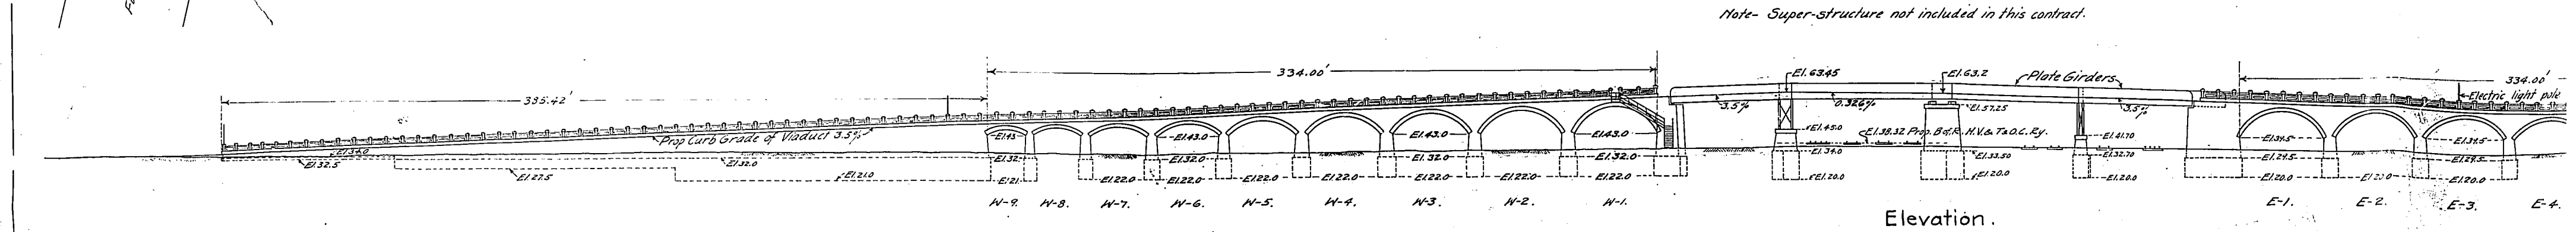 Note- Super-structure not included in this contract.
335.42'
334.00'
El. 63.45
El. 63.2
Plate Girders
334.00'
Electric light pole
3.5%
0.326%
El. 57.25
3.5%
Prop. Curb Grade of Viaduct 3.5%
El. 43
El. 43.0
El. 43.0
El. 43.0
El. 45.0
El. 38.32 Prop. B of R. H.V. & T. & O.C. Ry.
El. 41.70
El. 39.5
El. 39.5
El. 34.0
El. 32.5
El. 32.0
El. 32
El. 32.0
El. 32.0
El. 32.0
El. 34.0
El. 33.50
El. 32.70
El. 29.5
El. 29.5
El. 27.5
El. 21.0
El. 21
El. 22.0
El. 22.0
El. 22.0
El. 22.0
El. 22.0
El. 22.0
El. 22.0
El. 20.0
El. 20.0
El. 20.0
El. 20.0
El. 20.0
El. 20.0
W-9. W-8. W-7. W-6. W-5. W-4. W-3. W-2. W-1. E-1. E-2. E-3. E-4.
Elevation.